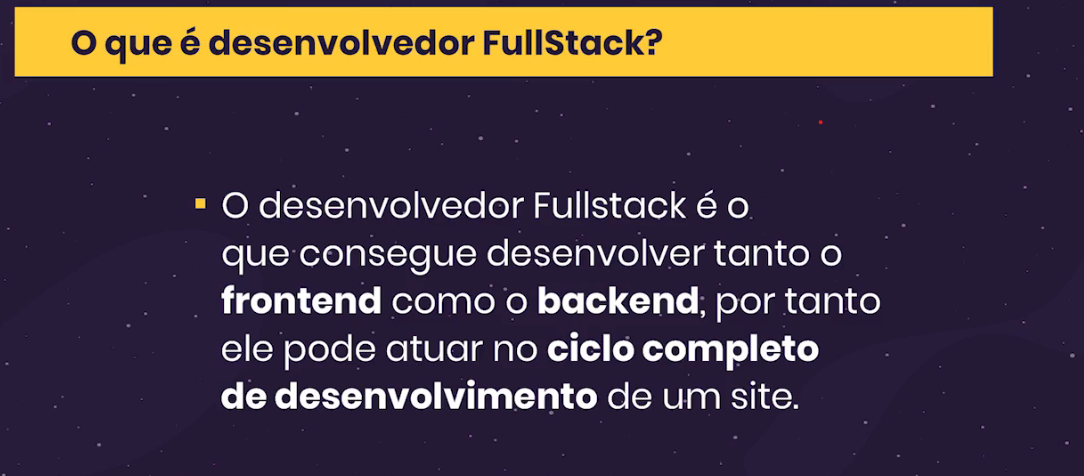 O que é desenvolvedor FullStack?
O desenvolvedor Fullstack é o
que consegue desenvolver tanto o
frontend como o backend, por tanto
ele pode atuar no ciclo completo
de desenvolvimento de um site.